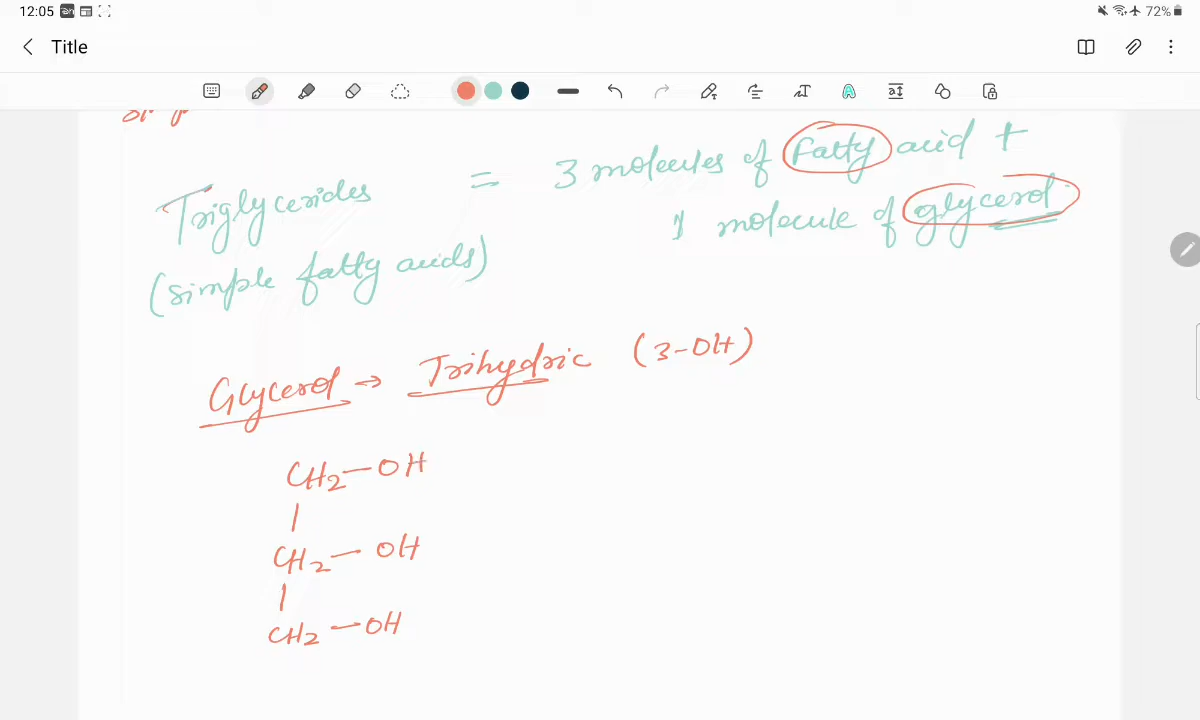 12:05 72%
Title
Triglycerides = 3 molecules of fatty acid +
1 molecule of glycerol
(simple fatty acids)
Glycerol → Trihydric (3-OH)
CH2-OH
CH2-OH
CH2-OH